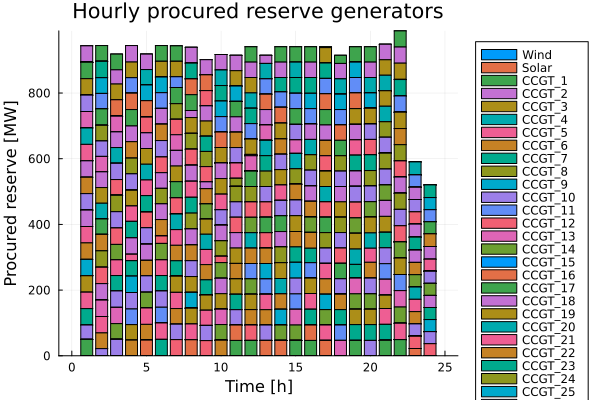 Hourly procured reserve generators
Procured reserve [MW]
800
600
400
200
0
0
5
10
15
20
25
Time [h]
Wind
Solar
CCGT_1
CCGT_2
CCGT_3
CCGT_4
CCGT_5
CCGT_6
CCGT_7
CCGT_8
CCGT_9
CCGT_10
CCGT_11
CCGT_12
CCGT_13
CCGT_14
CCGT_15
CCGT_16
CCGT_17
CCGT_18
CCGT_19
CCGT_20
CCGT_21
CCGT_22
CCGT_23
CCGT_24
CCGT_25